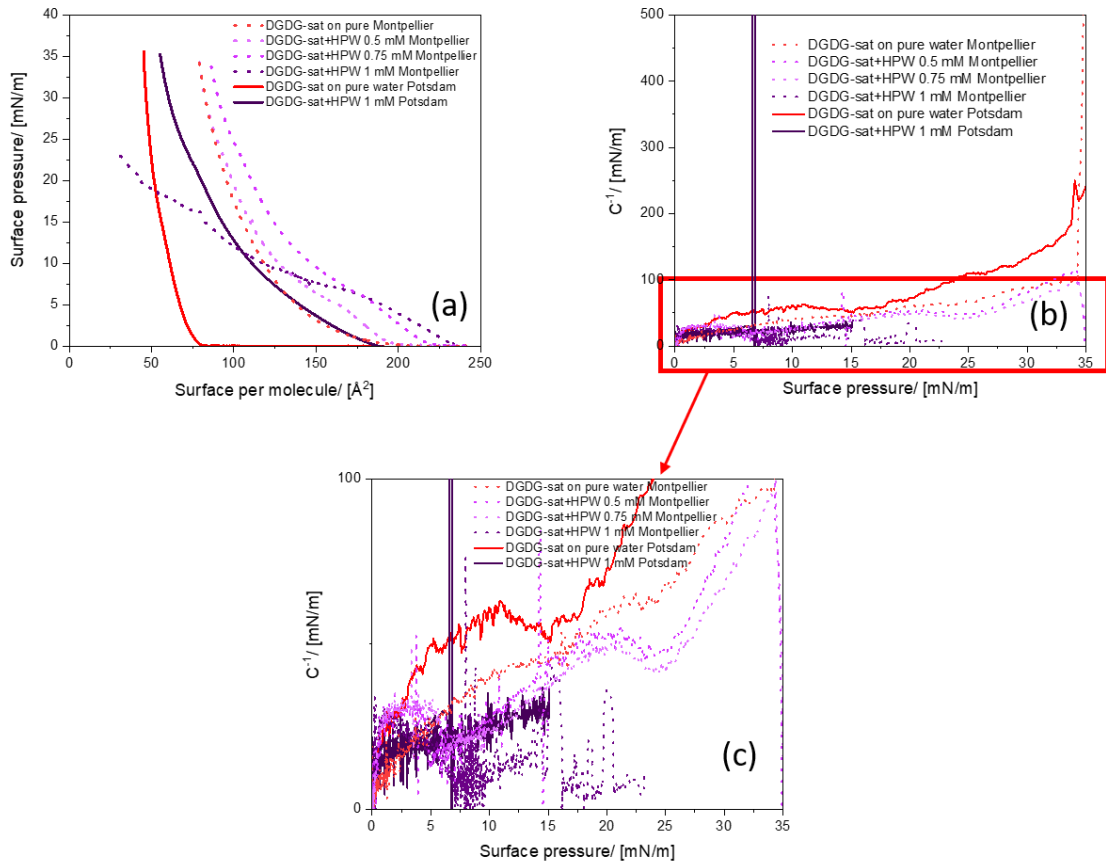 DGDG-sat on pure Montpellier
DGDG-sat+HPW 0.5 mM Montpellier
DGDG-sat+HPW 0.75 mM Montpellier
DGDG-sat+HPW 1 mM Montpellier
DGDG-sat on pure water Potsdam
DGDG-sat+HPW 1 mM Potsdam
Surface pressure/ [mN/m]
40
35
30
25
20
15
10
5
0
(a)
0 50 100 150 200 250
Surface per molecule/ [Å²]
DGDG-sat on pure water Montpellier
DGDG-sat+HPW 0.5 mM Montpellier
DGDG-sat+HPW 0.75 mM Montpellier
DGDG-sat+HPW 1 mM Montpellier
DGDG-sat on pure water Potsdam
DGDG-sat+HPW 1 mM Potsdam
C⁻¹/ [mN/m]
500
400
300
200
100
0
(b)
0 5 10 15 20 25 30 35
Surface pressure/ [mN/m]
DGDG-sat on pure water Montpellier
DGDG-sat+HPW 0.5 mM Montpellier
DGDG-sat+HPW 0.75 mM Montpellier
DGDG-sat+HPW 1 mM Montpellier
DGDG-sat on pure water Potsdam
DGDG-sat+HPW 1 mM Potsdam
C⁻¹/ [mN/m]
100
0
(c)
0 5 10 15 20 25 30 35
Surface pressure/ [mN/m]